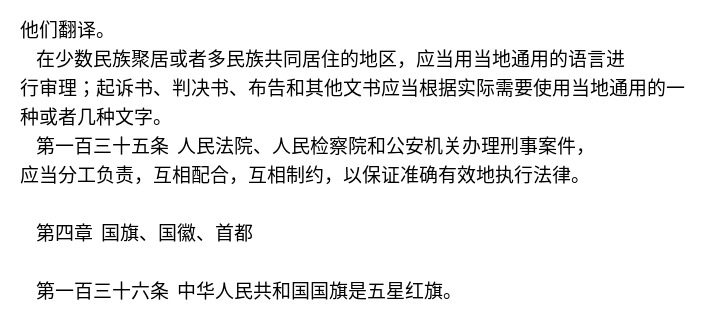 他们翻译。
在少数民族聚居或者多民族共同居住的地区，应当用当地通用的语言进
行审理；起诉书、判决书、布告和其他文书应当根据实际需要使用当地通用的一
种或者几种文字。
第一百三十五条 人民法院、人民检察院和公安机关办理刑事案件，
应当分工负责，互相配合，互相制约，以保证准确有效地执行法律。
第四章 国旗、国徽、首都
第一百三十六条 中华人民共和国国旗是五星红旗。